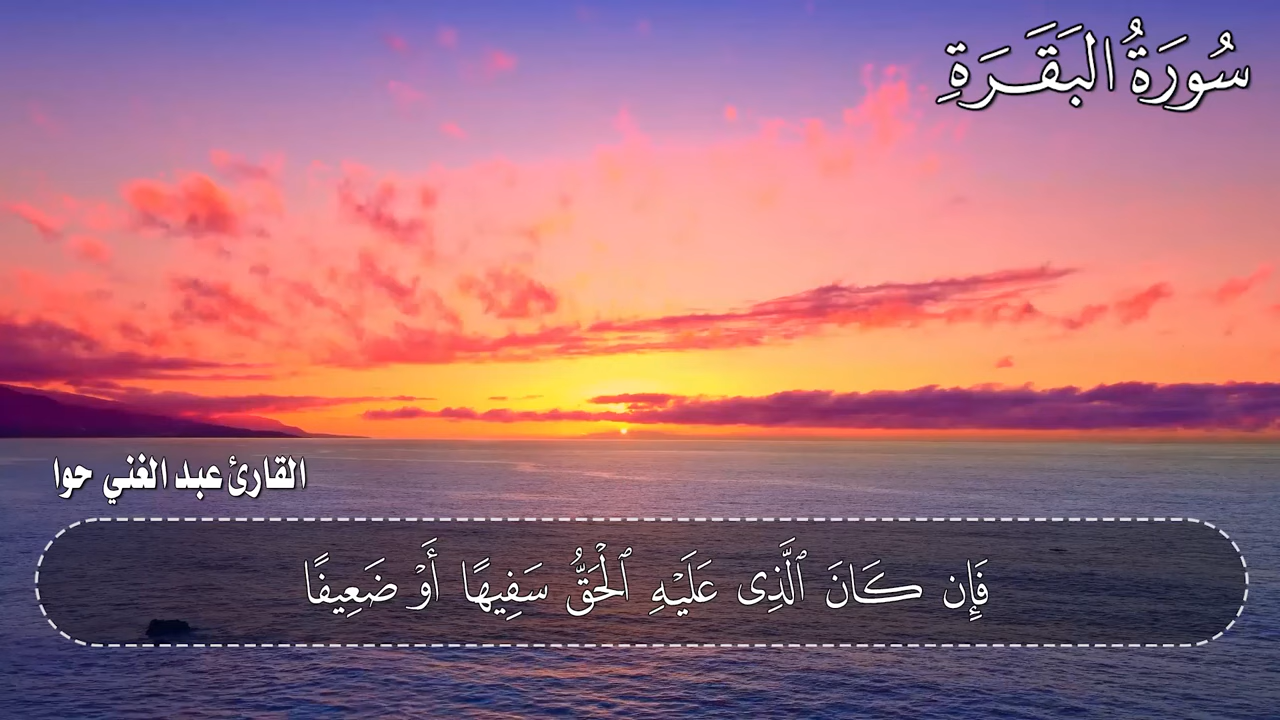 سُورَةُ البَقَرَةِ
القارئ عبد الغني حوا
فَإِن كَانَ ٱلَّذِى عَلَيْهِ ٱلْحَقُّ سَفِيهًا أَوْ ضَعِيفًا